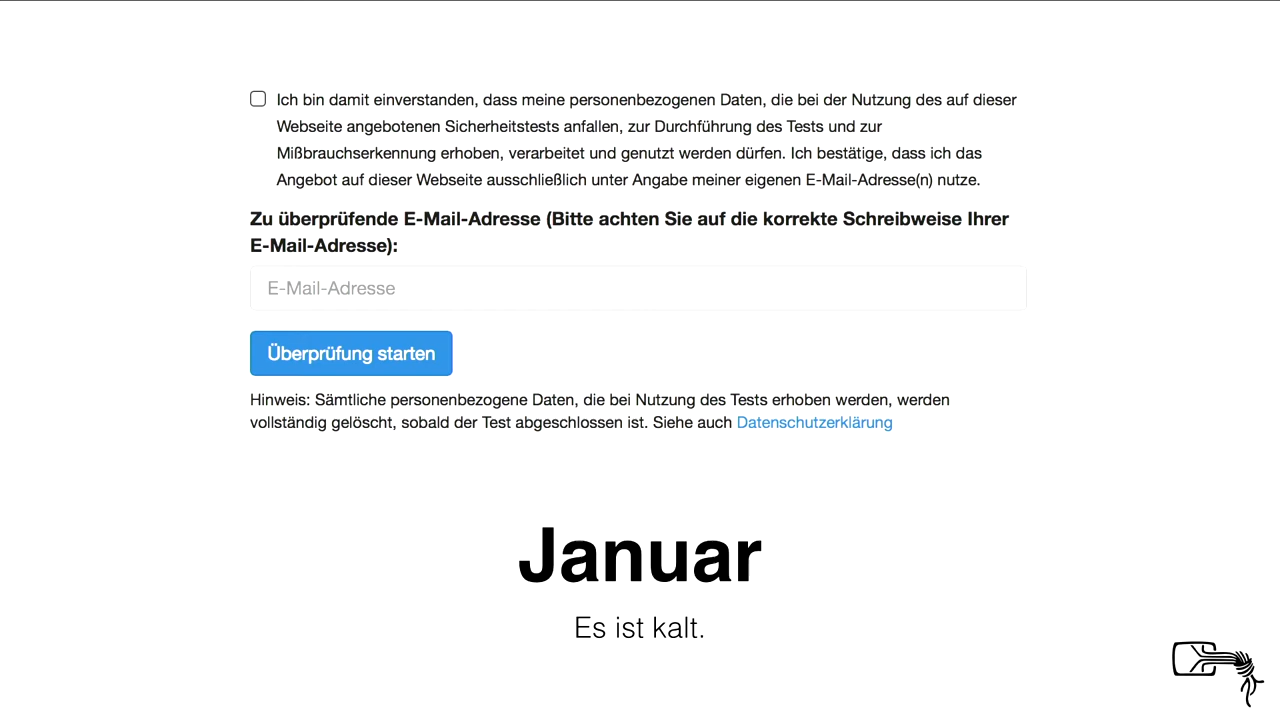 Ich bin damit einverstanden, dass meine personenbezogenen Daten, die bei der Nutzung des auf dieser
Webseite angebotenen Sicherheitstests anfallen, zur Durchführung des Tests und zur
Mißbrauchserkennung erhoben, verarbeitet und genutzt werden dürfen. Ich bestätige, dass ich das
Angebot auf dieser Webseite ausschließlich unter Angabe meiner eigenen E-Mail-Adresse(n) nutze.
Zu überprüfende E-Mail-Adresse (Bitte achten Sie auf die korrekte Schreibweise Ihrer
E-Mail-Adresse):
E-Mail-Adresse
Überprüfung starten
Hinweis: Sämtliche personenbezogene Daten, die bei Nutzung des Tests erhoben werden, werden
vollständig gelöscht, sobald der Test abgeschlossen ist. Siehe auch Datenschutzerklärung
Januar
Es ist kalt.